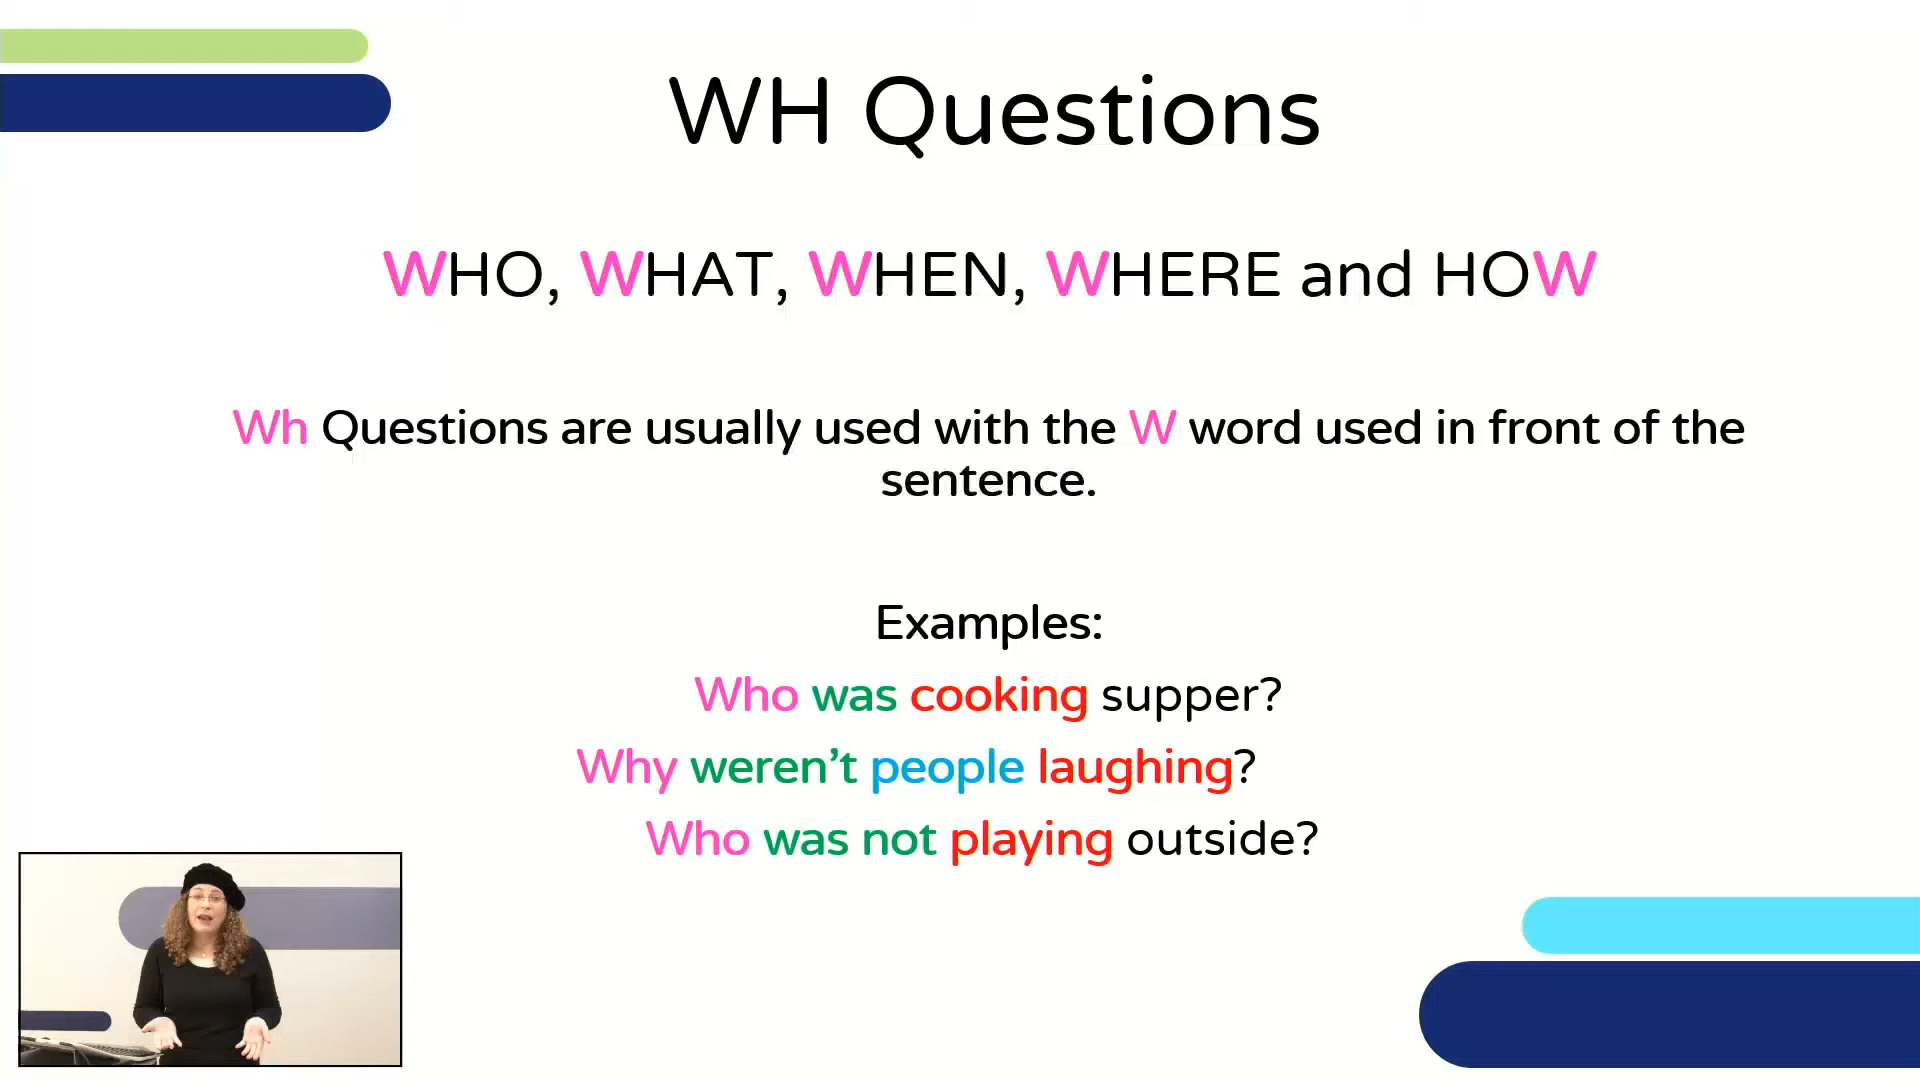 WH Questions
WHO, WHAT, WHEN, WHERE and HOW
Wh Questions are usually used with the W word used in front of the
sentence.
Examples:
Who was cooking supper?
Why weren’t people laughing?
Who was not playing outside?